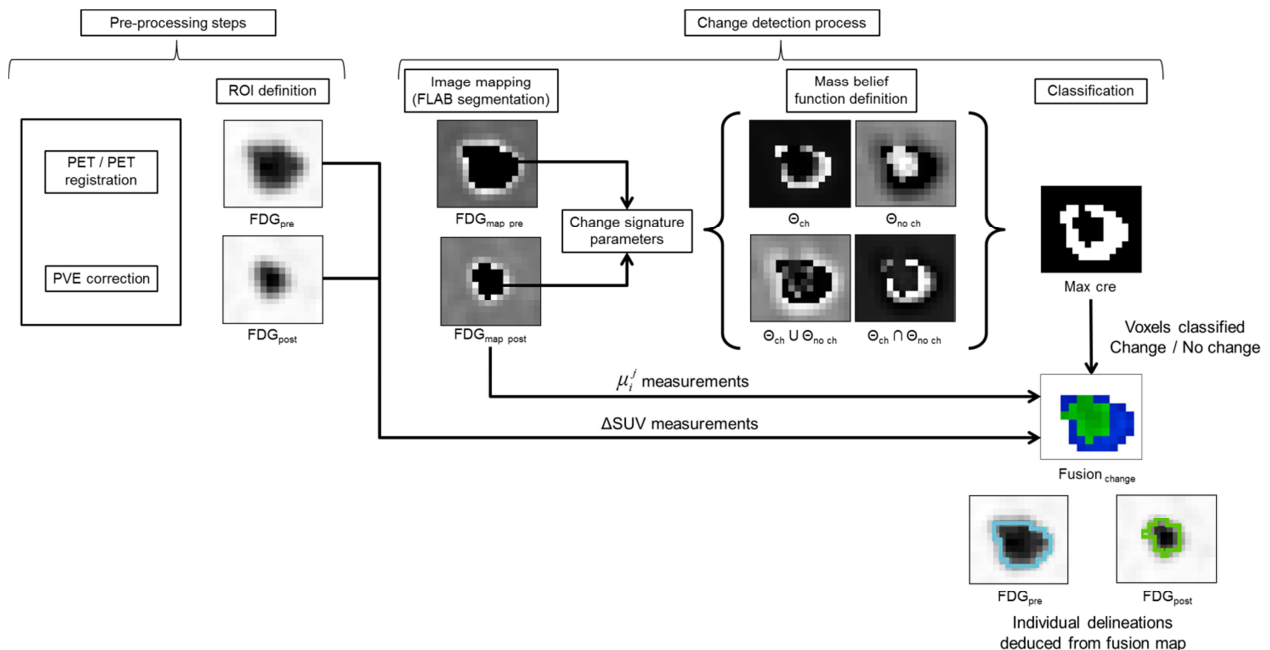 Pre-processing steps
Change detection process
ROI definition
Image mapping
(FLAB segmentation)
Mass belief
function definition
Classification
PET / PET
registration
PVE correction
FDGpre
FDGpost
FDGmap pre
FDGmap post
Change signature
parameters
Θch
Θno ch
Θch ∪ Θno ch
Θch ∩ Θno ch
Max cre
Voxels classified
Change / No change
μij measurements
ΔSUV measurements
Fusion change
FDGpre
FDGpost
Individual delineations
deduced from fusion map